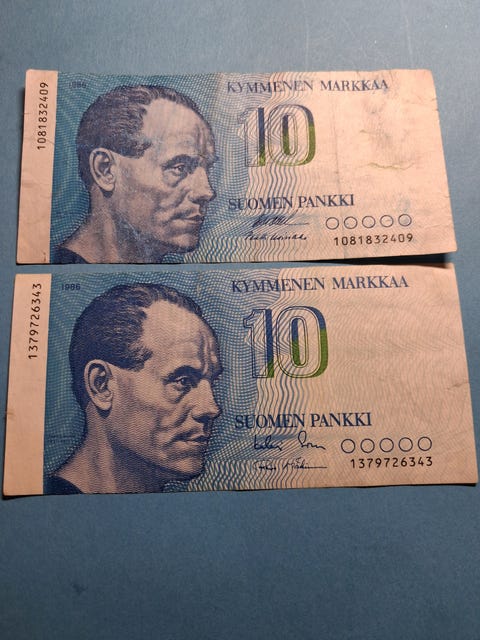 1986
KYMMENEN MARKKAA
10
SUOMEN PANKKI
1081832409
1081832409
1986
KYMMENEN MARKKAA
10
SUOMEN PANKKI
1379726343
1379726343